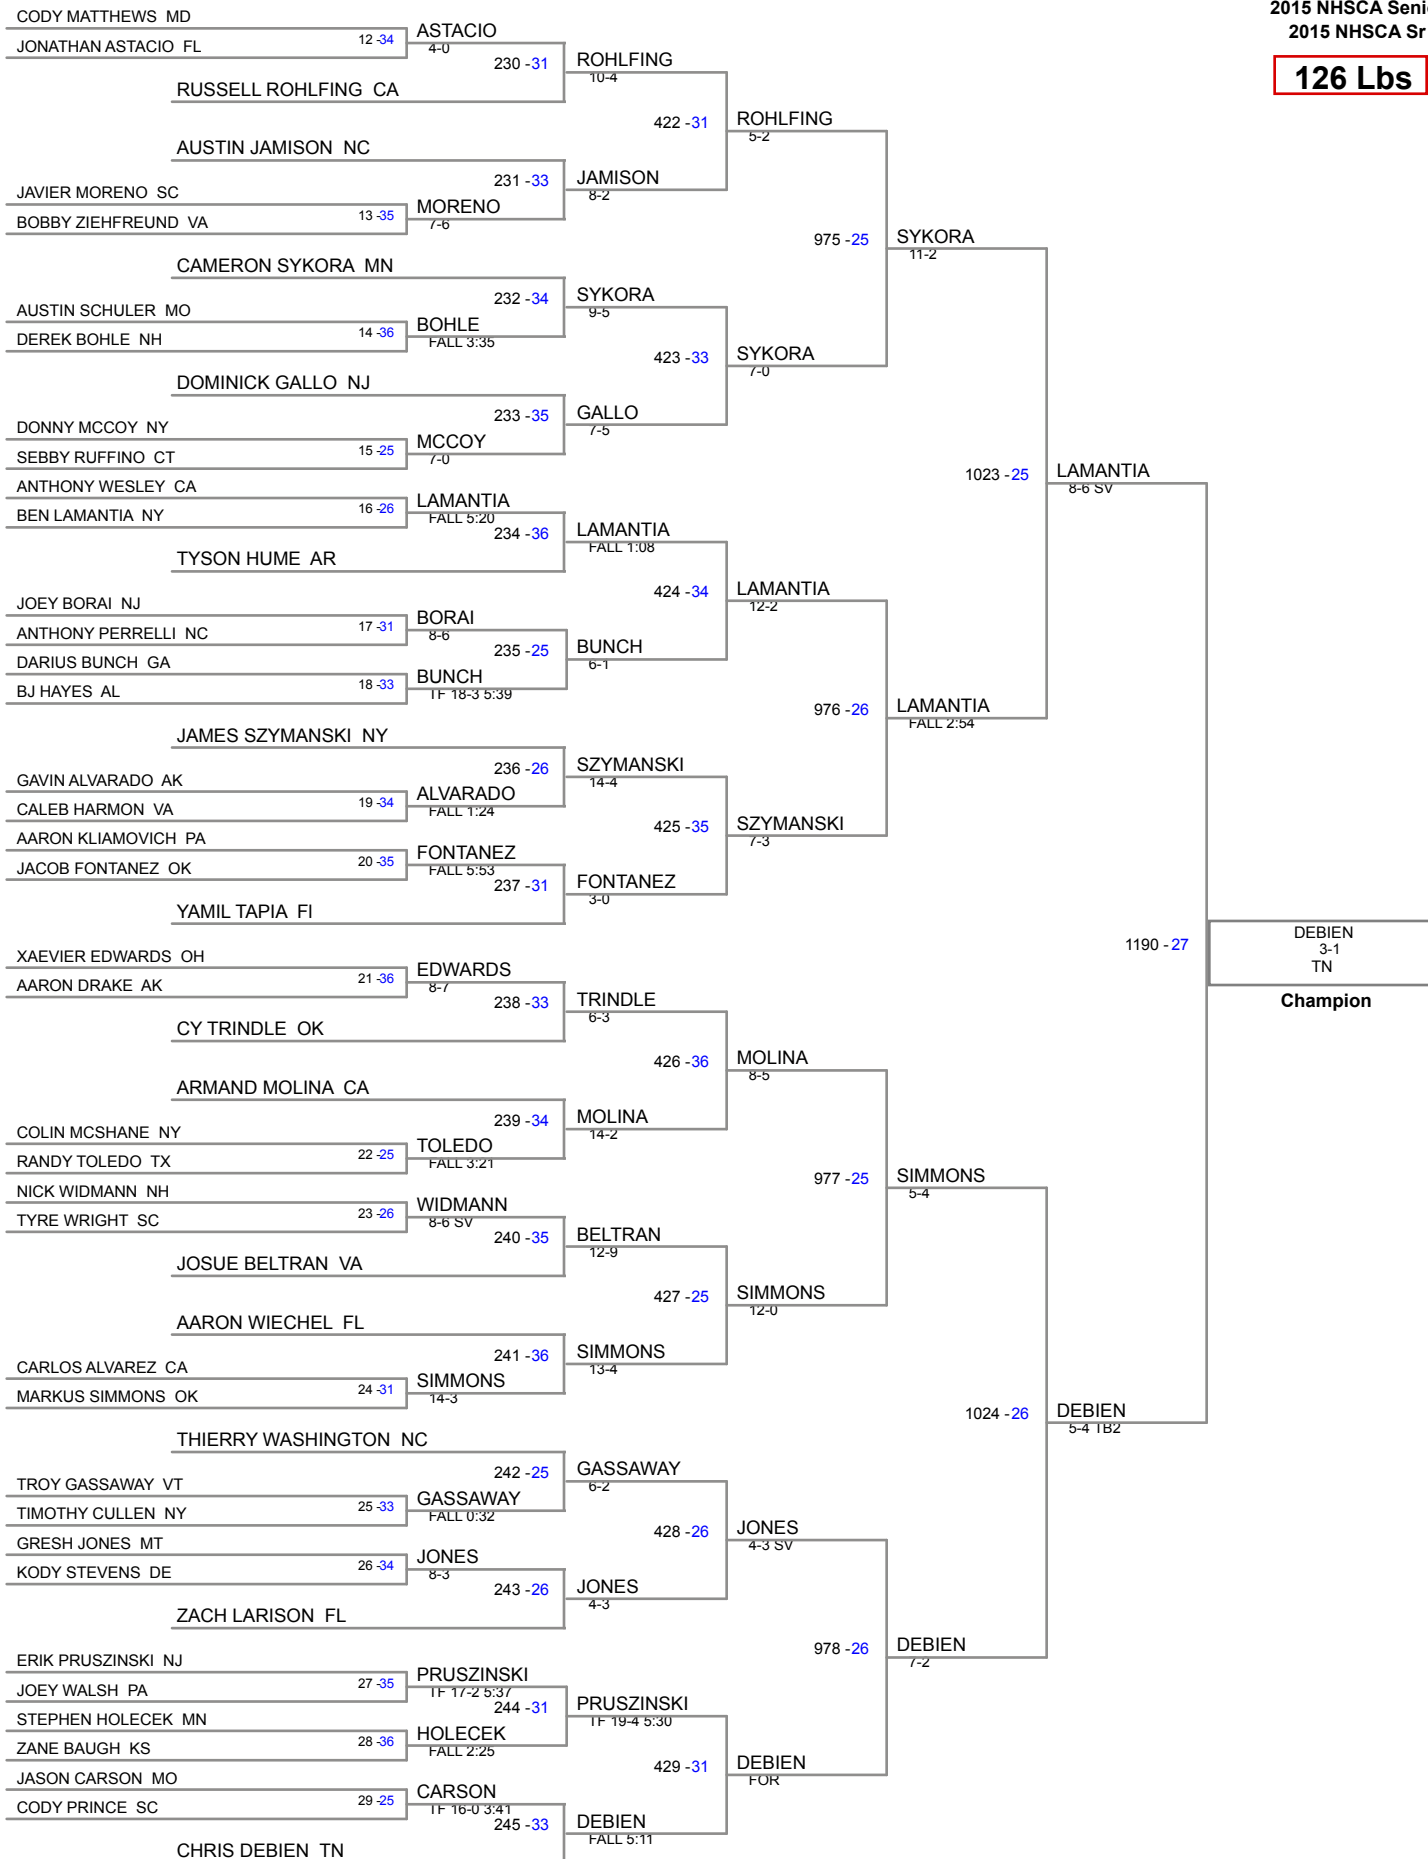 2015 NHSCA Seni
2015 NHSCA Sr
126 Lbs
CODY MATTHEWS MD
JONATHAN ASTACIO FL
12 -34
ASTACIO
4-0
230 -31
RUSSELL ROHLFING CA
ROHLFING
10-4
422 -31
AUSTIN JAMISON NC
231 -33
JAVIER MORENO SC
BOBBY ZIEHFREUND VA
13 -35
MORENO
7-6
JAMISON
8-2
ROHLFING
5-2
975 -25
CAMERON SYKORA MN
232 -34
AUSTIN SCHULER MO
DEREK BOHLE NH
14 -36
BOHLE
FALL 3:35
SYKORA
9-5
423 -33
DOMINICK GALLO NJ
233 -35
DONNY MCCOY NY
SEBBY RUFFINO CT
15 -25
MCCOY
7-0
GALLO
7-5
SYKORA
7-0
SYKORA
11-2
1023 -25
ANTHONY WESLEY CA
BEN LAMANTIA NY
16 -26
LAMANTIA
FALL 5:20
234 -36
TYSON HUME AR
LAMANTIA
FALL 1:08
424 -34
JOEY BORAI NJ
ANTHONY PERRELLI NC
17 -31
BORAI
8-6
235 -25
DARIUS BUNCH GA
BJ HAYES AL
18 -33
BUNCH
TF 18-3 5:39
BUNCH
6-1
LAMANTIA
12-2
976 -26
JAMES SZYMANSKI NY
236 -26
GAVIN ALVARADO AK
CALEB HARMON VA
19 -34
ALVARADO
FALL 1:24
SZYMANSKI
14-4
425 -35
AARON KLIAMOVICH PA
JACOB FONTANEZ OK
20 -35
FONTANEZ
FALL 5:53
237 -31
YAMIL TAPIA FI
FONTANEZ
3-0
SZYMANSKI
7-3
LAMANTIA
FALL 2:54
LAMANTIA
8-6 SV
1190 -27
DEBIEN
3-1
TN
Champion
XAEVIER EDWARDS OH
AARON DRAKE AK
21 -36
EDWARDS
8-7
238 -33
CY TRINDLE OK
TRINDLE
6-3
426 -36
ARMAND MOLINA CA
239 -34
COLIN MCSHANE NY
RANDY TOLEDO TX
22 -25
TOLEDO
FALL 3:21
MOLINA
14-2
MOLINA
8-5
977 -25
NICK WIDMANN NH
TYRE WRIGHT SC
23 -26
WIDMANN
8-6 SV
240 -35
JOSUE BELTRAN VA
BELTRAN
12-9
427 -25
AARON WIECHEL FL
241 -36
CARLOS ALVAREZ CA
MARKUS SIMMONS OK
24 -31
SIMMONS
14-3
SIMMONS
13-4
SIMMONS
12-0
SIMMONS
5-4
1024 -26
THIERRY WASHINGTON NC
242 -25
TROY GASSAWAY VT
TIMOTHY CULLEN NY
25 -33
GASSAWAY
FALL 0:32
GASSAWAY
6-2
428 -26
GRESH JONES MT
KODY STEVENS DE
26 -34
JONES
8-3
243 -26
ZACH LARISON FL
JONES
4-3
JONES
4-3 SV
978 -26
ERIK PRUSZINSKI NJ
JOEY WALSH PA
27 -35
PRUSZINSKI
TF 17-2 5:37
244 -31
STEPHEN HOLECEK MN
ZANE BAUGH KS
28 -36
HOLECEK
FALL 2:25
PRUSZINSKI
TF 19-4 5:30
429 -31
JASON CARSON MO
CODY PRINCE SC
29 -25
CARSON
TF 16-0 3:41
245 -33
CHRIS DEBIEN TN
DEBIEN
FALL 5:11
DEBIEN
FOR
DEBIEN
7-2
DEBIEN
5-4 TB2